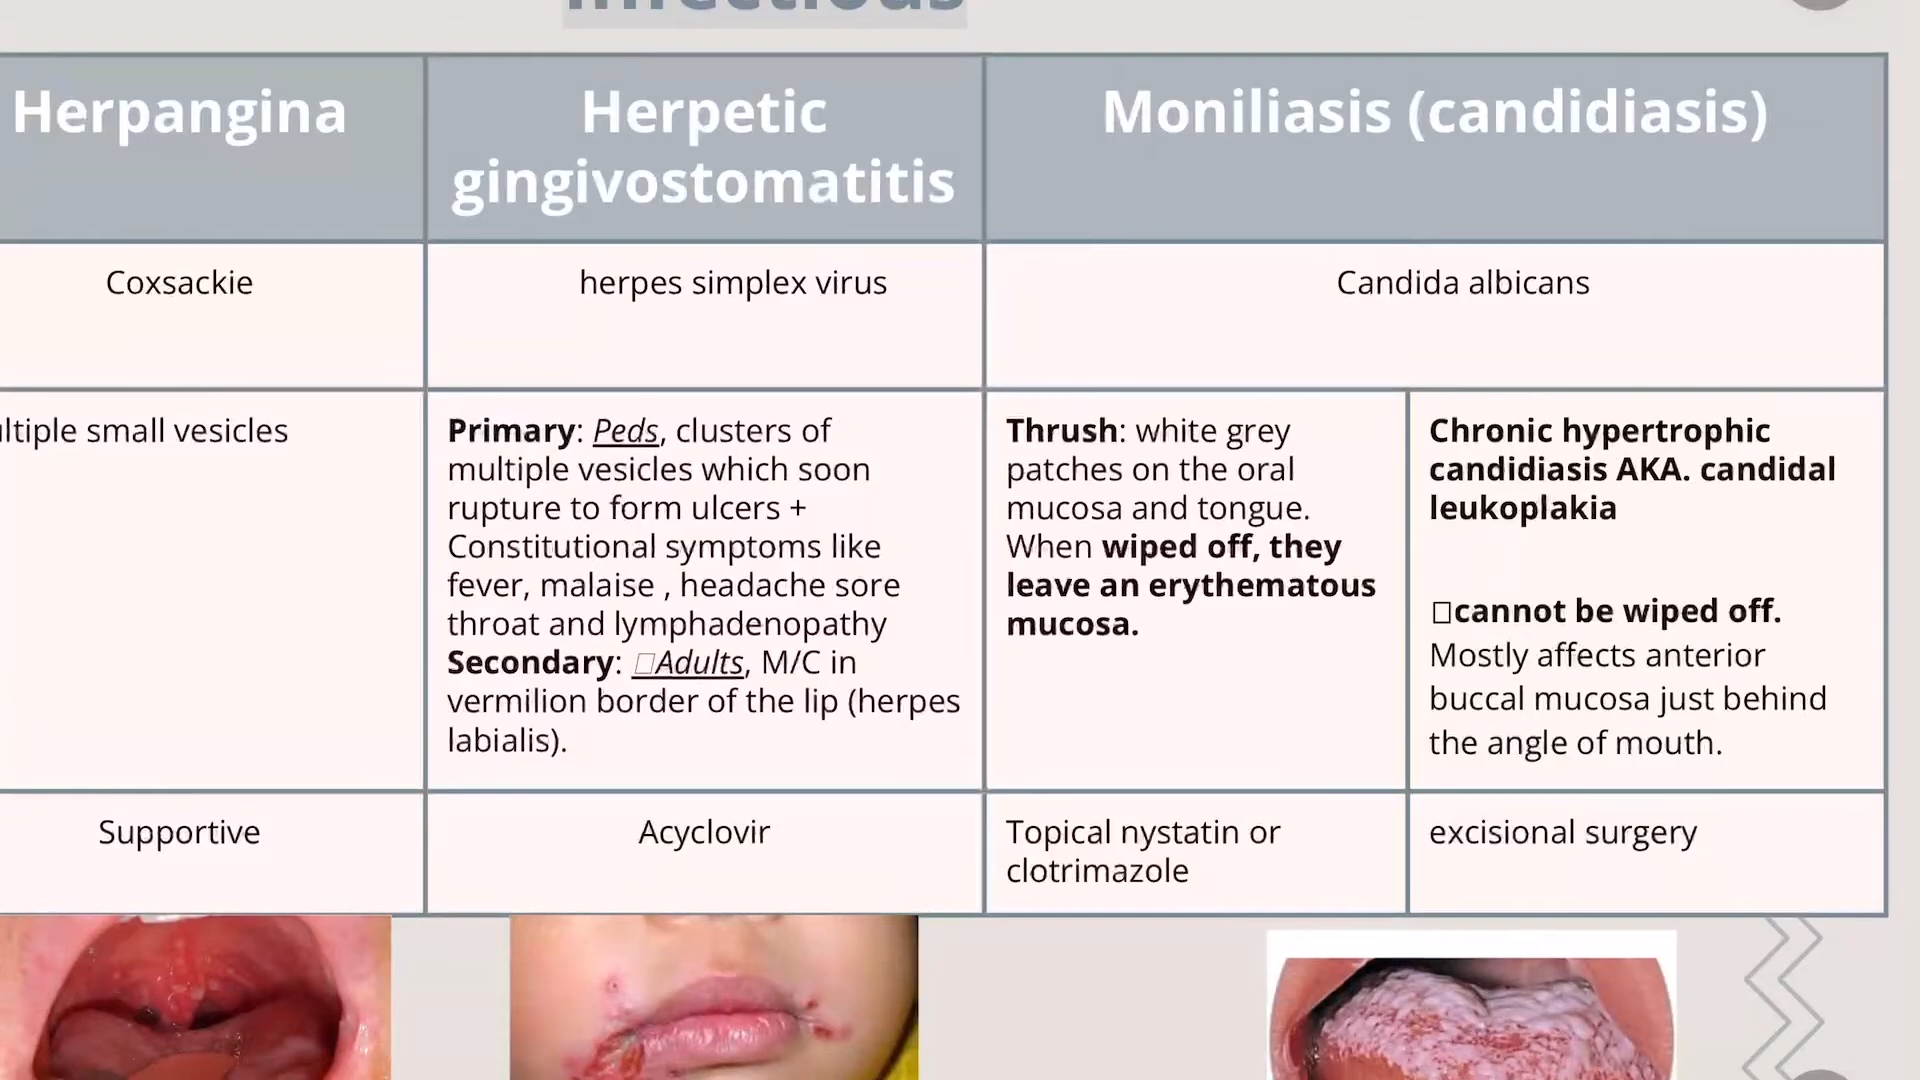 Infectious
Herpangina
Herpetic
gingivostomatitis
Moniliasis (candidiasis)
Coxsackie
herpes simplex virus
Candida albicans
ltiple small vesicles
Primary: Peds, clusters of
multiple vesicles which soon
rupture to form ulcers +
Constitutional symptoms like
fever, malaise , headache sore
throat and lymphadenopathy
Secondary: □Adults, M/C in
vermilion border of the lip (herpes
labialis).
Thrush: white grey
patches on the oral
mucosa and tongue.
When wiped off, they
leave an erythematous
mucosa.
Chronic hypertrophic
candidiasis AKA. candidal
leukoplakia
□cannot be wiped off.
Mostly affects anterior
buccal mucosa just behind
the angle of mouth.
Supportive
Acyclovir
Topical nystatin or
clotrimazole
excisional surgery